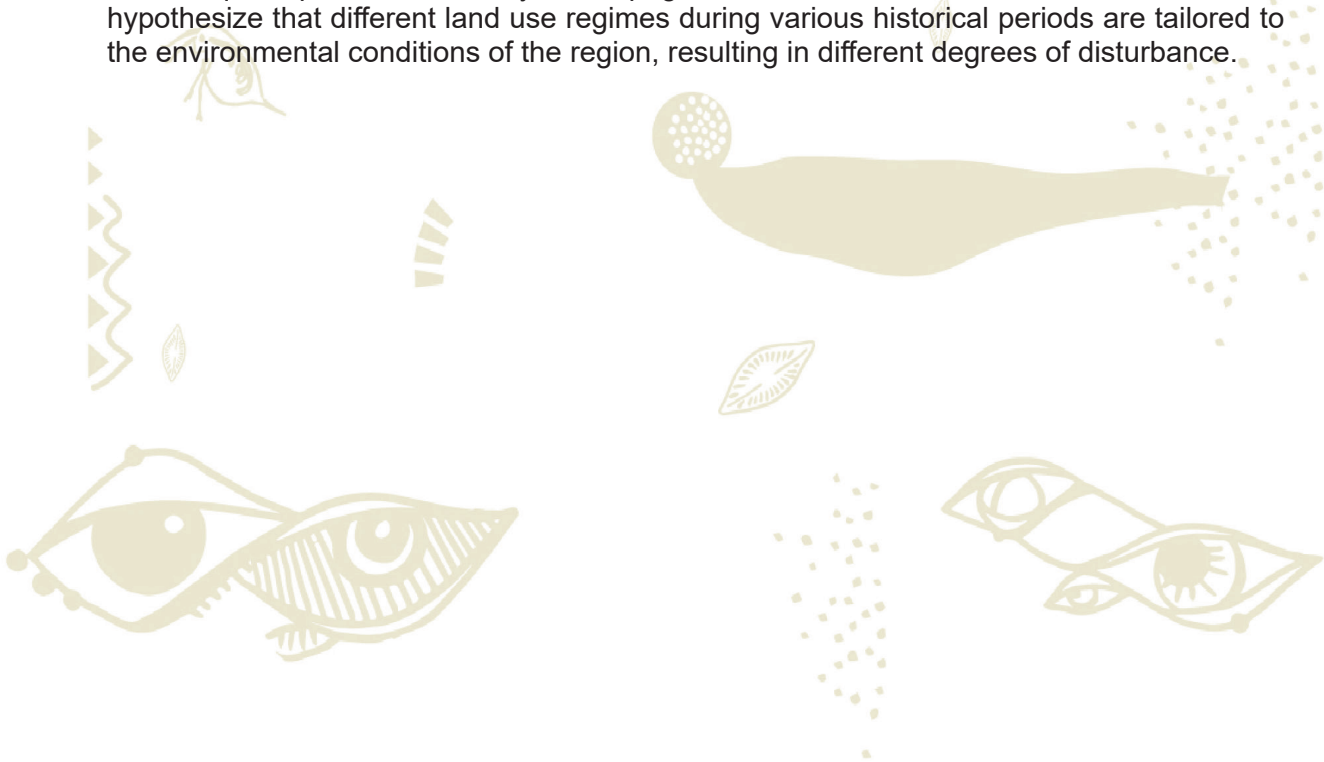 hypothesize that different land use regimes during various historical periods are tailored to
the environmental conditions of the region, resulting in different degrees of disturbance.